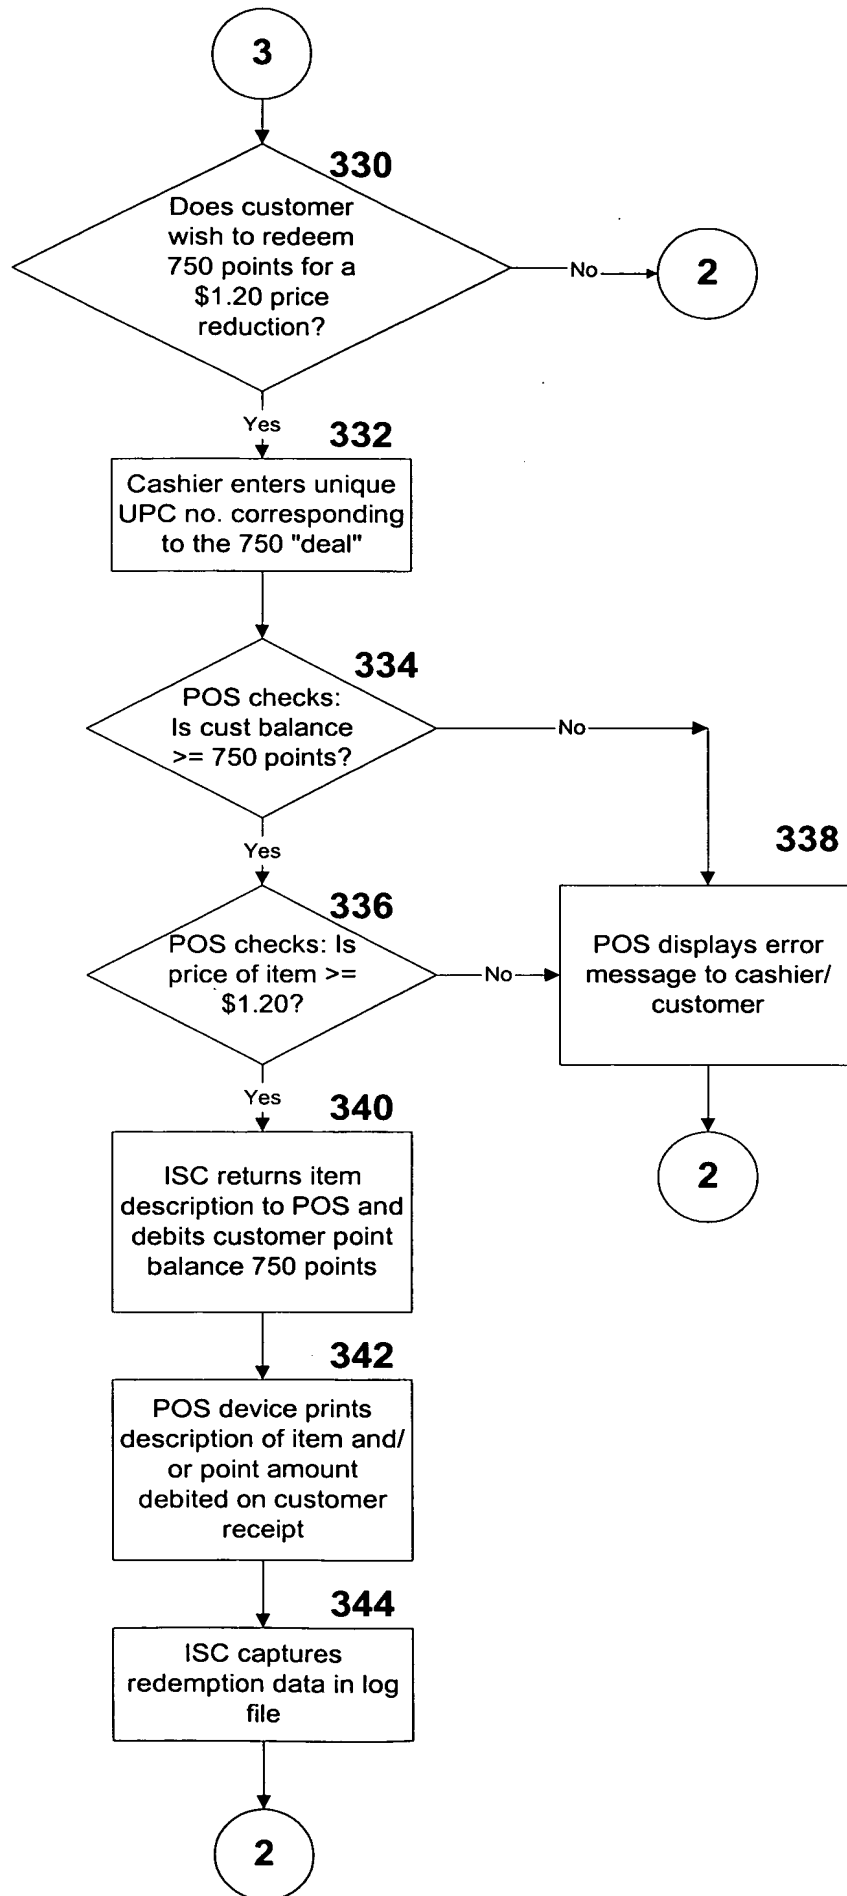 3
330
Does customer
wish to redeem
750 points for a
$1.20 price
reduction?
No
2
Yes
332
Cashier enters unique
UPC no. corresponding
to the 750 "deal"
334
POS checks:
Is cust balance
>= 750 points?
No
Yes
338
POS displays error
message to cashier/
customer
336
POS checks: Is
price of item >=
$1.20?
No
Yes
2
340
ISC returns item
description to POS and
debits customer point
balance 750 points
342
POS device prints
description of item and/
or point amount
debited on customer
receipt
344
ISC captures
redemption data in log
file
2